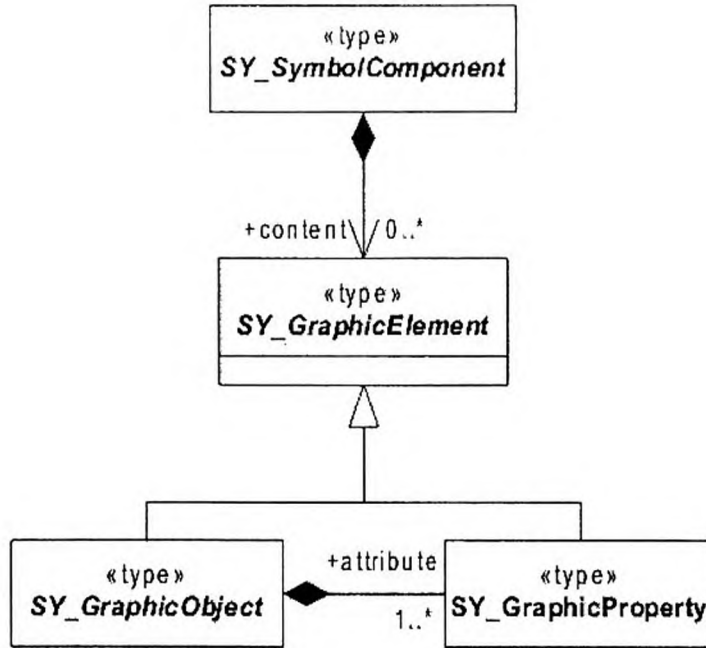 «type»
SY_SymbolComponent
+content 0..*
«type»
SY_GraphicElement
«type»
SY_GraphicObject
+attribute
1..*
«type»
SY_GraphicProperty